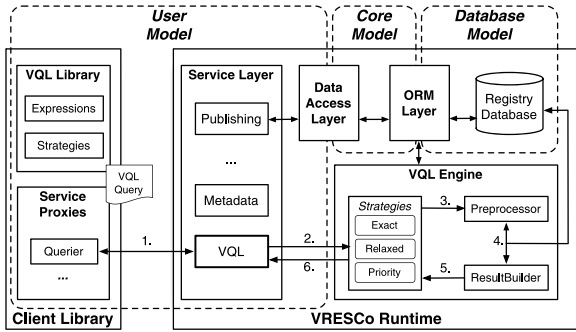 User
Model
Core
Model
Database
Model
VQL Library
Expressions
Strategies
VQL
Query
Service
Proxies
Querier
...
Client Library
Service Layer
Publishing
...
Metadata
VQL
Data
Access
Layer
ORM
Layer
Registry
Database
VQL Engine
Strategies
Exact
Relaxed
Priority
Preprocessor
ResultBuilder
1.
2.
3.
4.
5.
6.
VRESCo Runtime